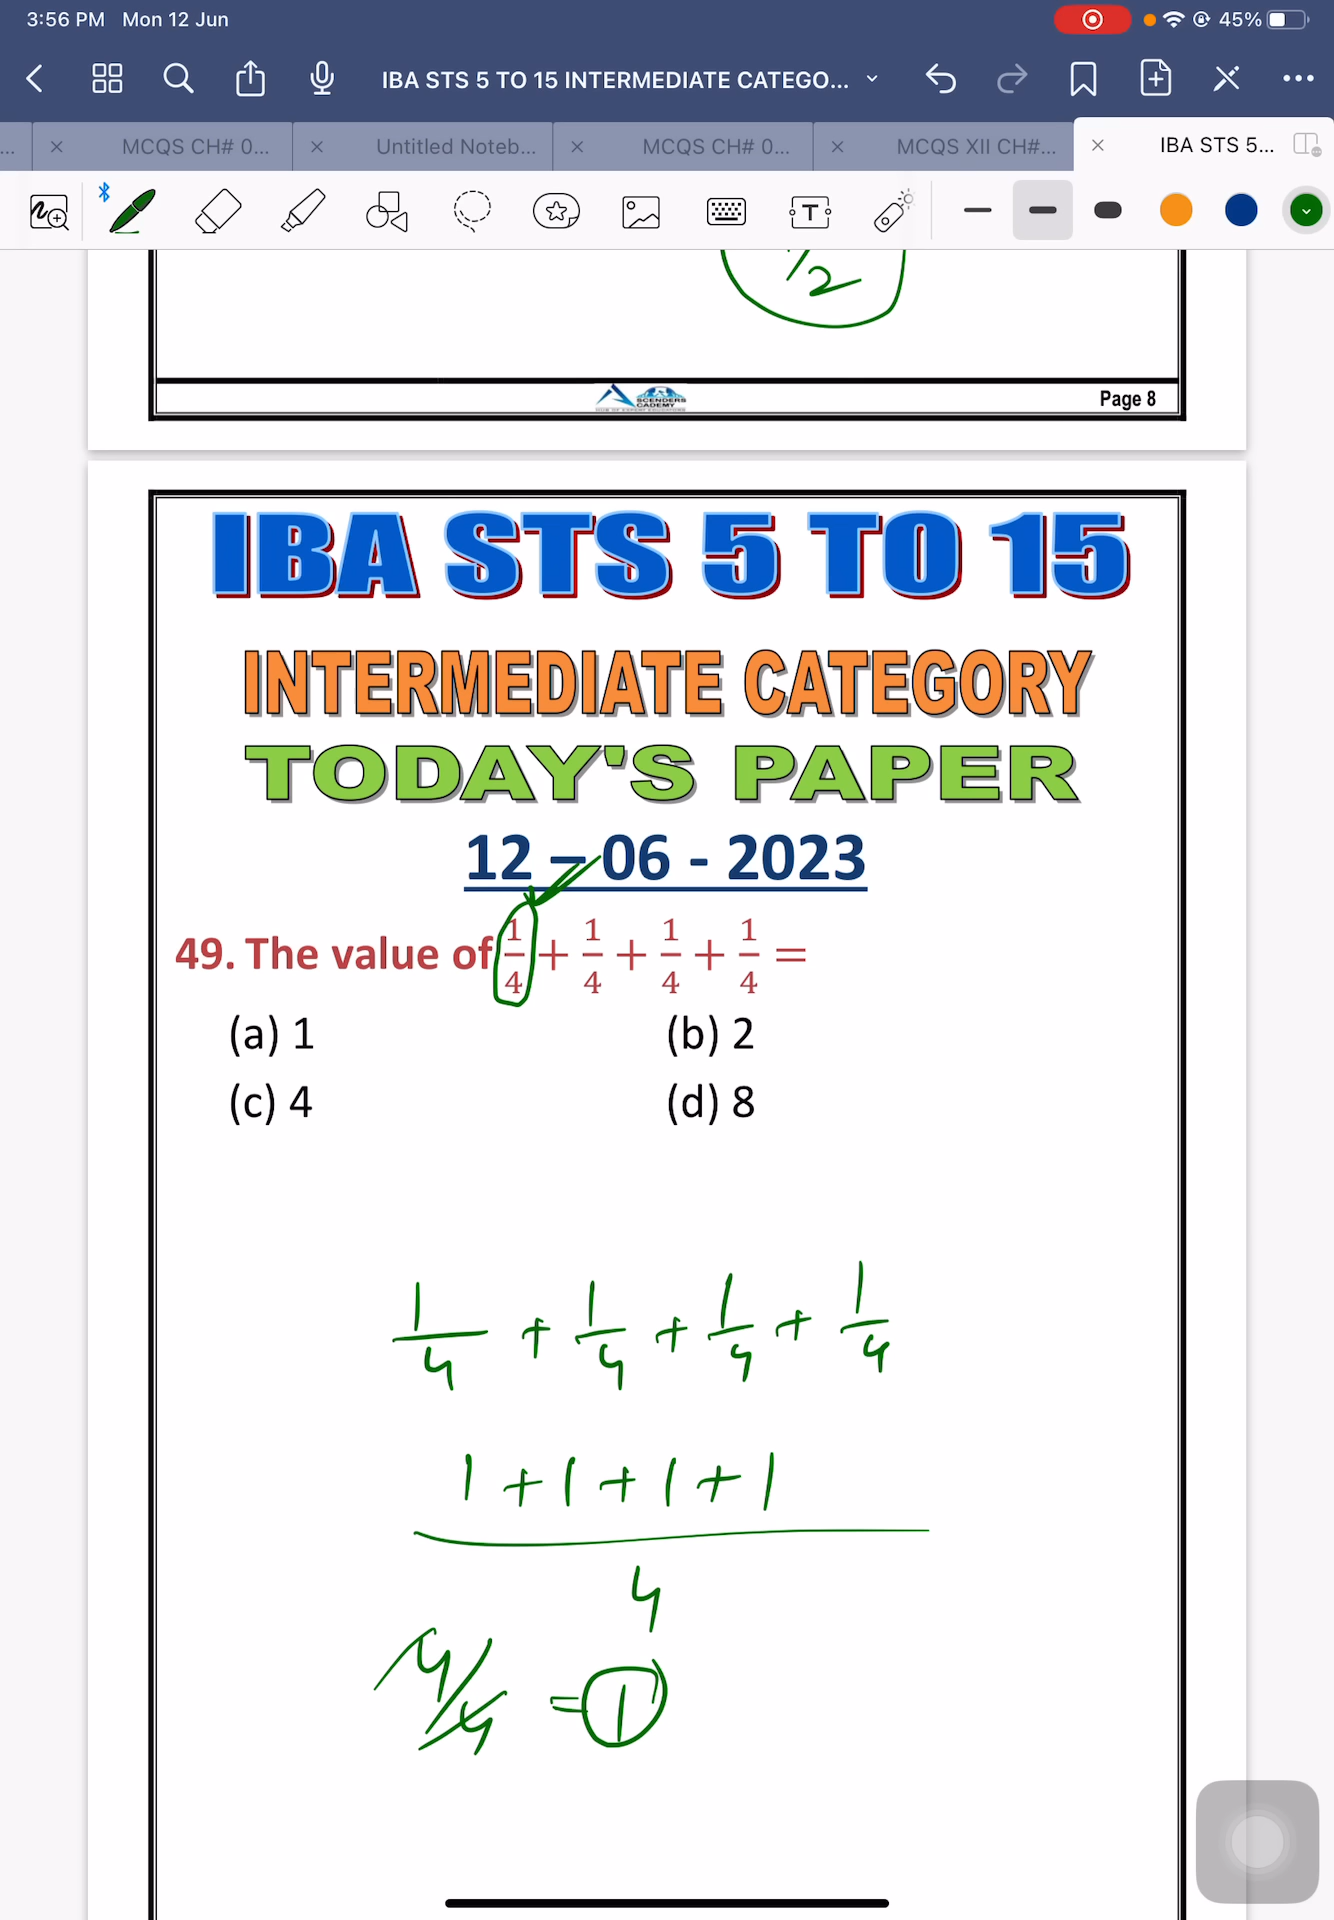 3:56 PM Mon 12 Jun 45%
IBA STS 5 TO 15 INTERMEDIATE CATEGO...
... × MCQS CH# 0... × Untitled Noteb... × MCQS CH# 0... × MCQS XII CH#... × IBA STS 5...
T
1/2
ASCENDERS
ACADEMY
Page 8
IBA STS 5 TO 15
INTERMEDIATE CATEGORY
TODAY'S PAPER
12 – 06 - 2023
49. The value of 1/4 + 1/4 + 1/4 + 1/4 =
(a) 1 (b) 2
(c) 4 (d) 8
1/4 + 1/4 + 1/4 + 1/4
1 + 1 + 1 + 1
4
4/4 = 1